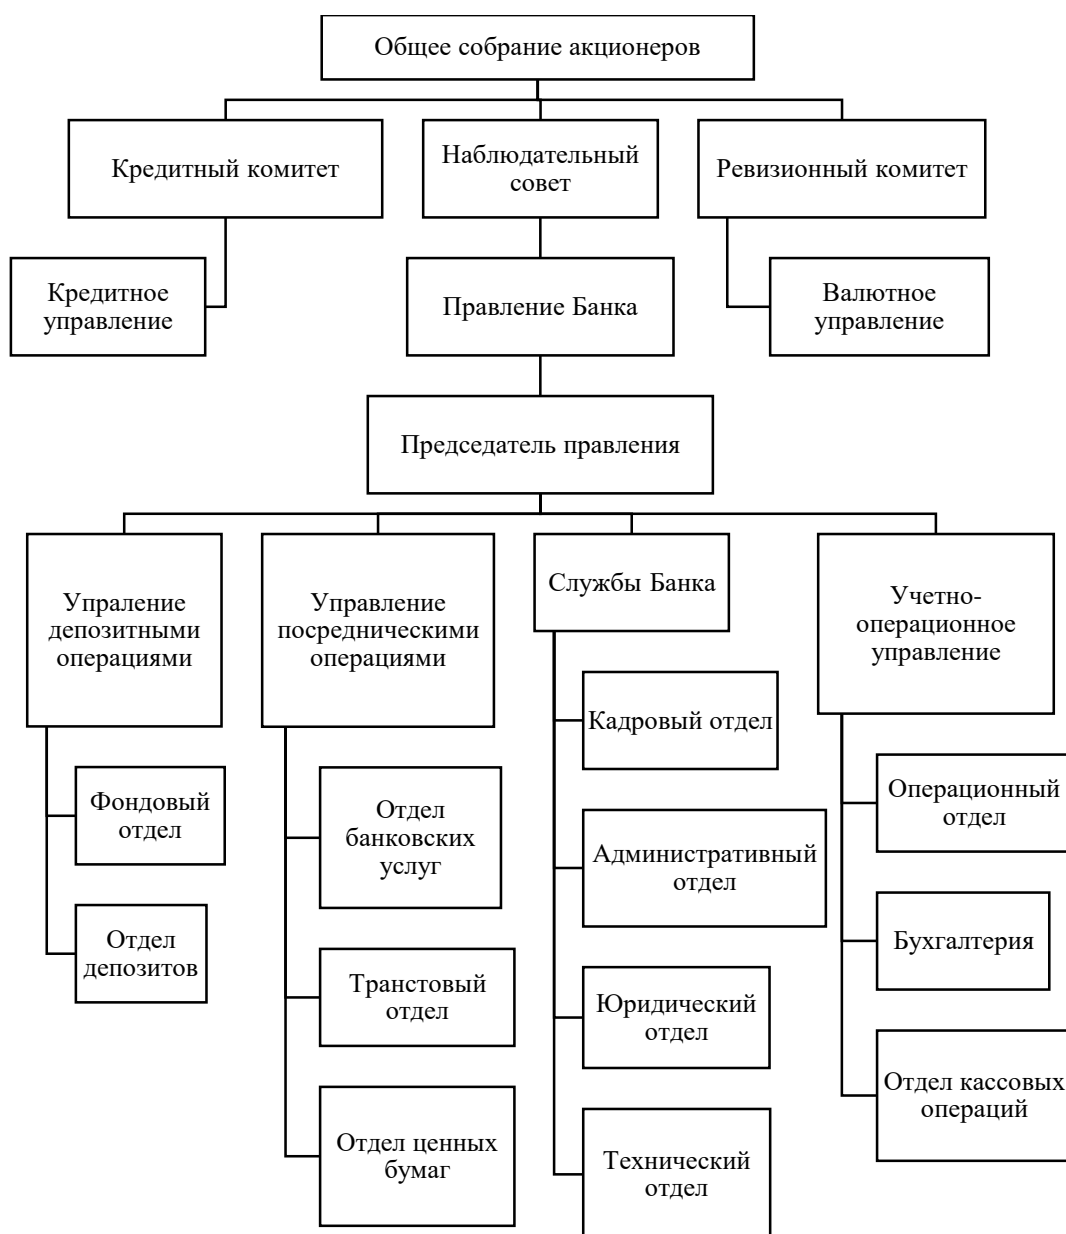 Общее собрание акционеров
Кредитный комитет
Наблюдательный
совет
Ревизионный комитет
Кредитное
управление
Правление Банка
Валютное
управление
Председатель правления
Упраление
депозитными
операциями
Управление
посредническими
операциями
Службы Банка
Учетно-
операционное
управление
Фондовый
отдел
Отдел
депозитов
Отдел
банковских
услуг
Транстовый
отдел
Отдел ценных
бумаг
Кадровый отдел
Административный
отдел
Юридический
отдел
Технический
отдел
Операционный
отдел
Бухгалтерия
Отдел кассовых
операций